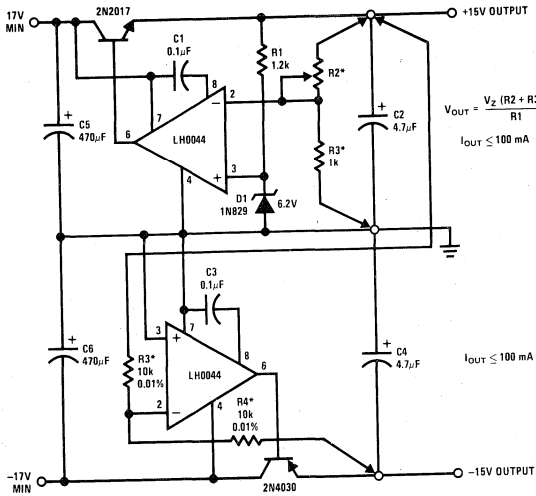 17V
MIN
2N2017
+15V OUTPUT
C1
0.1μF
R1
1.2k
R2*
8
2
7
6
LH0044
3
4
C5
470μF
+
−
+
C2
4.7μF
+
R3*
1k
D1
1N829
6.2V
VOUT = VZ (R2 + R3
R1
IOUT ≤ 100 mA
C3
0.1μF
3
7
8
+
LH0044
6
2
−
4
R3*
10k
0.01%
R4*
10k
0.01%
C6
470μF
+
C4
4.7μF
+
IOUT ≤ 100 mA
−17V
MIN
2N4030
−15V OUTPUT